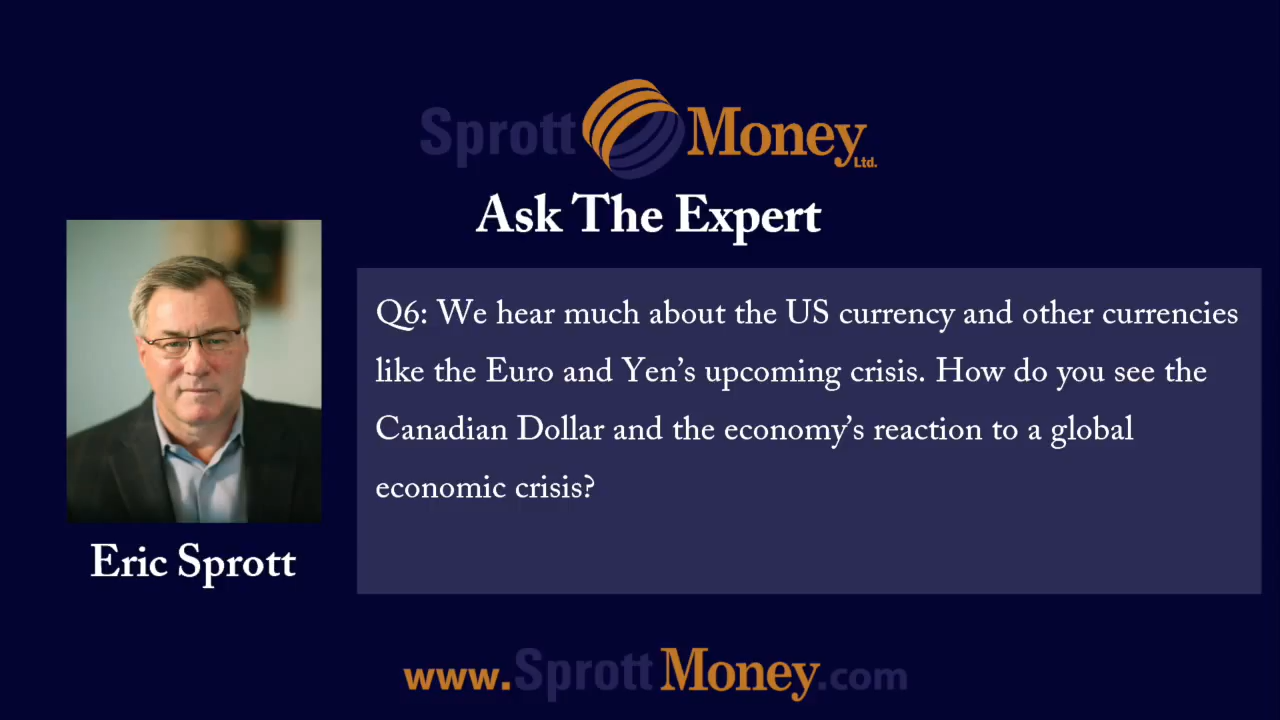 Sprott Money Ltd.
Ask The Expert
Q6: We hear much about the US currency and other currencies
like the Euro and Yen’s upcoming crisis. How do you see the
Canadian Dollar and the economy’s reaction to a global
economic crisis?
Eric Sprott
www.SprottMoney.com